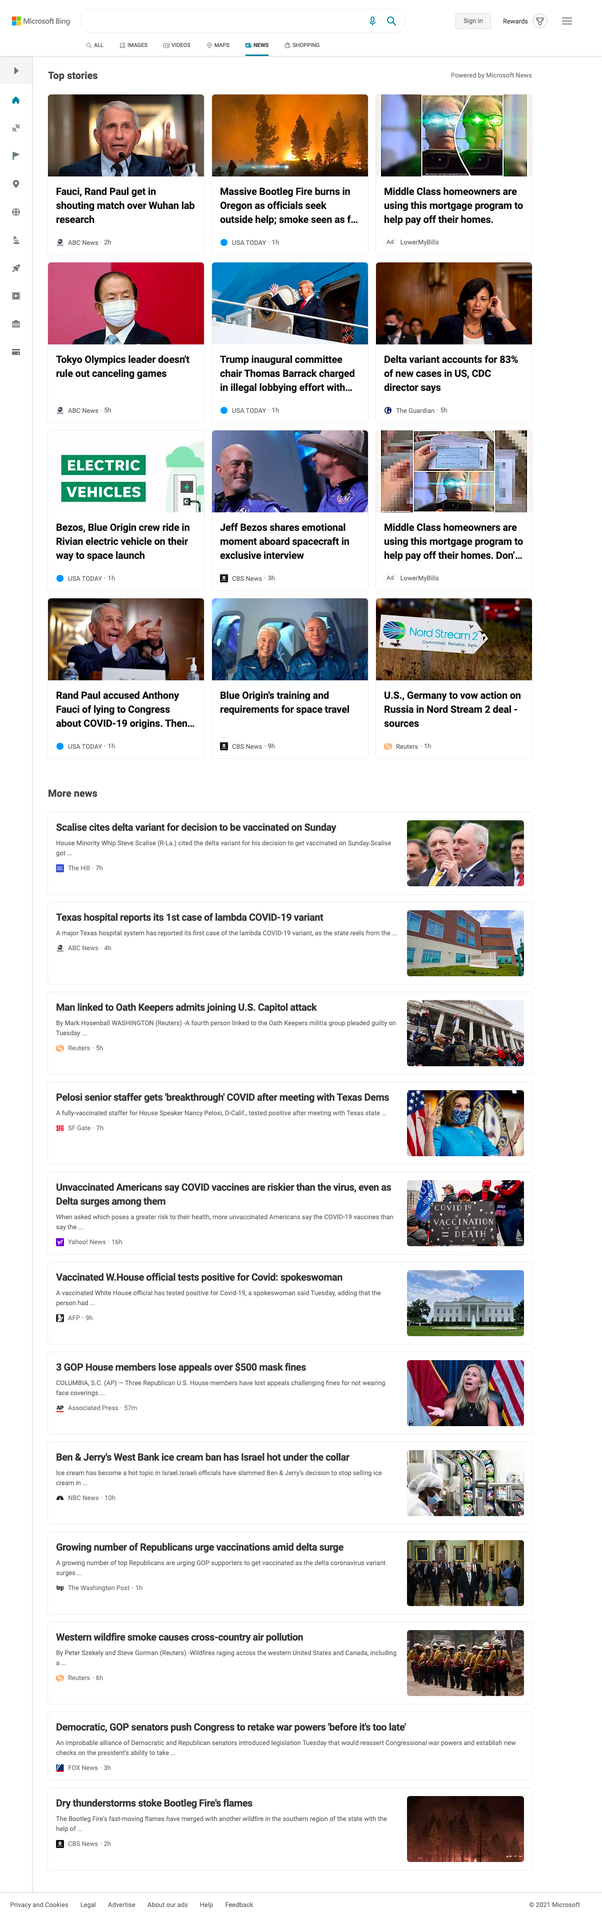 Microsoft Bing
Sign in
Rewards
ALL
IMAGES
VIDEOS
MAPS
NEWS
SHOPPING
Top stories
Powered by Microsoft News
Fauci, Rand Paul get in
shouting match over Wuhan lab
research
ABC News · 2h
Massive Bootleg Fire burns in
Oregon as officials seek
outside help; smoke seen as f...
USA TODAY · 1h
Middle Class homeowners are
using this mortgage program to
help pay off their homes.
Ad LowerMyBills
Tokyo Olympics leader doesn't
rule out canceling games
ABC News · 5h
Trump inaugural committee
chair Thomas Barrack charged
in illegal lobbying effort with...
USA TODAY · 1h
Delta variant accounts for 83%
of new cases in US, CDC
director says
The Guardian · 5h
ELECTRIC
VEHICLES
Bezos, Blue Origin crew ride in
Rivian electric vehicle on their
way to space launch
USA TODAY · 1h
Jeff Bezos shares emotional
moment aboard spacecraft in
exclusive interview
CBS News · 3h
Middle Class homeowners are
using this mortgage program to
help pay off their homes. Don'...
Ad LowerMyBills
Rand Paul accused Anthony
Fauci of lying to Congress
about COVID-19 origins. Then...
USA TODAY · 1h
Blue Origin's training and
requirements for space travel
CBS News · 9h
Nord Stream 2
Committed. Reliable. Safe.
U.S., Germany to vow action on
Russia in Nord Stream 2 deal -
sources
Reuters · 1h
More news
Scalise cites delta variant for decision to be vaccinated on Sunday
House Minority Whip Steve Scalise (R-La.) cited the delta variant for his decision to get vaccinated on Sunday.Scalise
got ...
The Hill · 7h
Texas hospital reports its 1st case of lambda COVID-19 variant
A major Texas hospital system has reported its first case of the lambda COVID-19 variant, as the state reels from the ...
ABC News · 4h
Man linked to Oath Keepers admits joining U.S. Capitol attack
By Mark Hosenball WASHINGTON (Reuters) -A fourth person linked to the Oath Keepers militia group pleaded guilty on
Tuesday ...
Reuters · 5h
Pelosi senior staffer gets 'breakthrough' COVID after meeting with Texas Dems
A fully-vaccinated staffer for House Speaker Nancy Pelosi, D-Calif., tested positive after meeting with Texas state ...
SF Gate · 7h
Unvaccinated Americans say COVID vaccines are riskier than the virus, even as
Delta surges among them
When asked which poses a greater risk to their health, more unvaccinated Americans say the COVID-19 vaccines than
say the ...
Yahoo! News · 16h
COVID19
VACCINATION
= DEATH
Vaccinated W.House official tests positive for Covid: spokeswoman
A vaccinated White House official has tested positive for Covid-19, a spokeswoman said Tuesday, adding that the
person had ...
AFP · 9h
3 GOP House members lose appeals over $500 mask fines
COLUMBIA, S.C. (AP) — Three Republican U.S. House members have lost appeals challenging fines for not wearing
face coverings ...
AP Associated Press · 57m
Ben & Jerry's West Bank ice cream ban has Israel hot under the collar
Ice cream has become a hot topic in Israel.Israeli officials have slammed Ben & Jerry's decision to stop selling ice
cream in ...
NBC News · 10h
Growing number of Republicans urge vaccinations amid delta surge
A growing number of top Republicans are urging GOP supporters to get vaccinated as the delta coronavirus variant
surges ...
wp The Washington Post · 1h
Western wildfire smoke causes cross-country air pollution
By Peter Szekely and Steve Gorman (Reuters) -Wildfires raging across the western United States and Canada, including
a ...
Reuters · 6h
Democratic, GOP senators push Congress to retake war powers 'before it's too late'
An improbable alliance of Democratic and Republican senators introduced legislation Tuesday that would reassert Congressional war powers and establish new
checks on the president's ability to take ...
FOX News · 3h
Dry thunderstorms stoke Bootleg Fire's flames
The Bootleg Fire's fast-moving flames have merged with another wildfire in the southern region of the state with the
help of ...
CBS News · 2h
Privacy and Cookies
Legal
Advertise
About our ads
Help
Feedback
© 2021 Microsoft